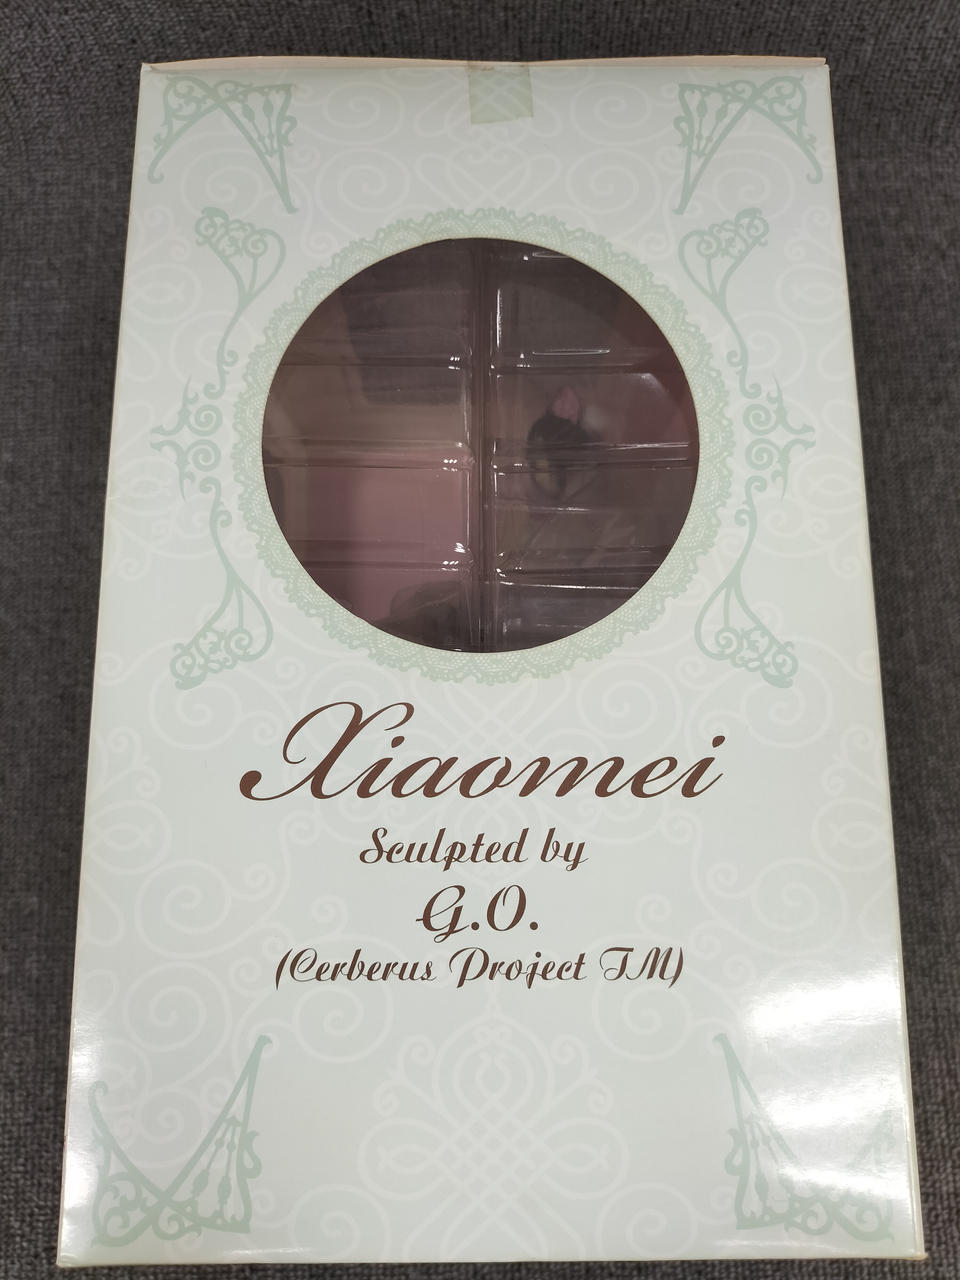 Xiaomei
Sculpted by
G.O.
(Cerberus Project TM)